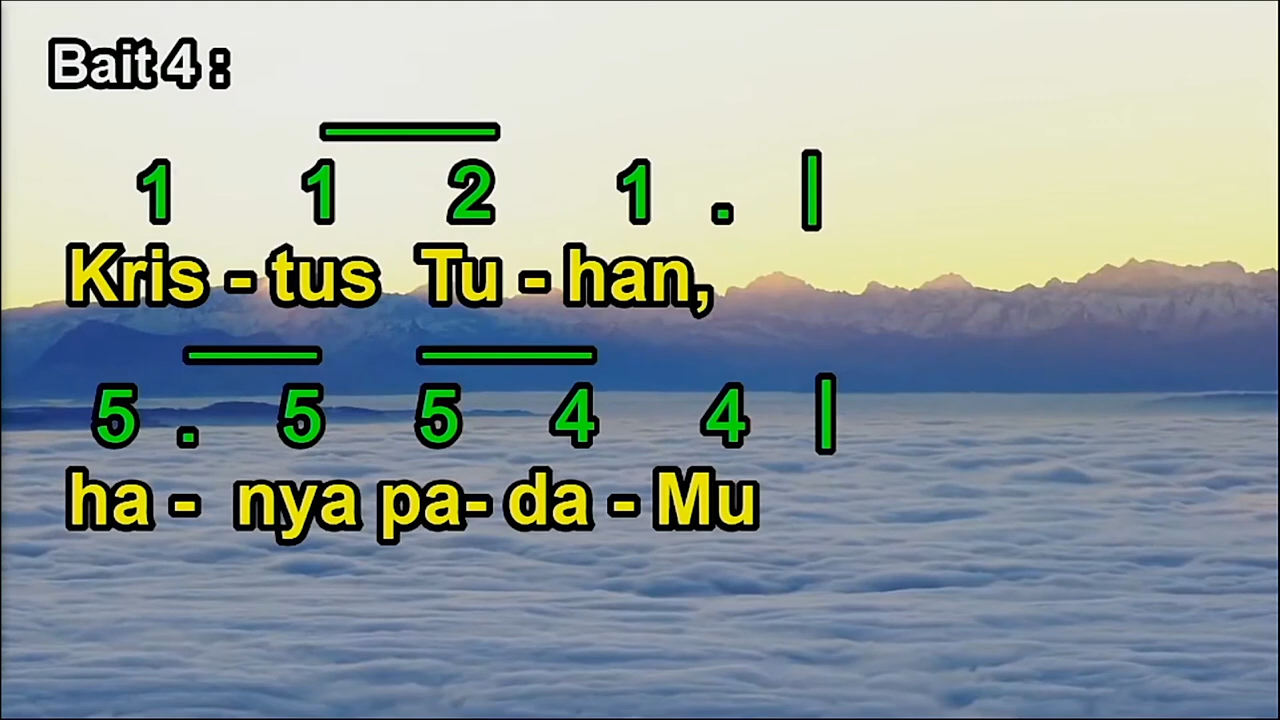 Bait 4 :
1 1 2 1 . |
Kris - tus Tu - han,
5 . 5 5 4 4 |
ha - nya pa- da - Mu